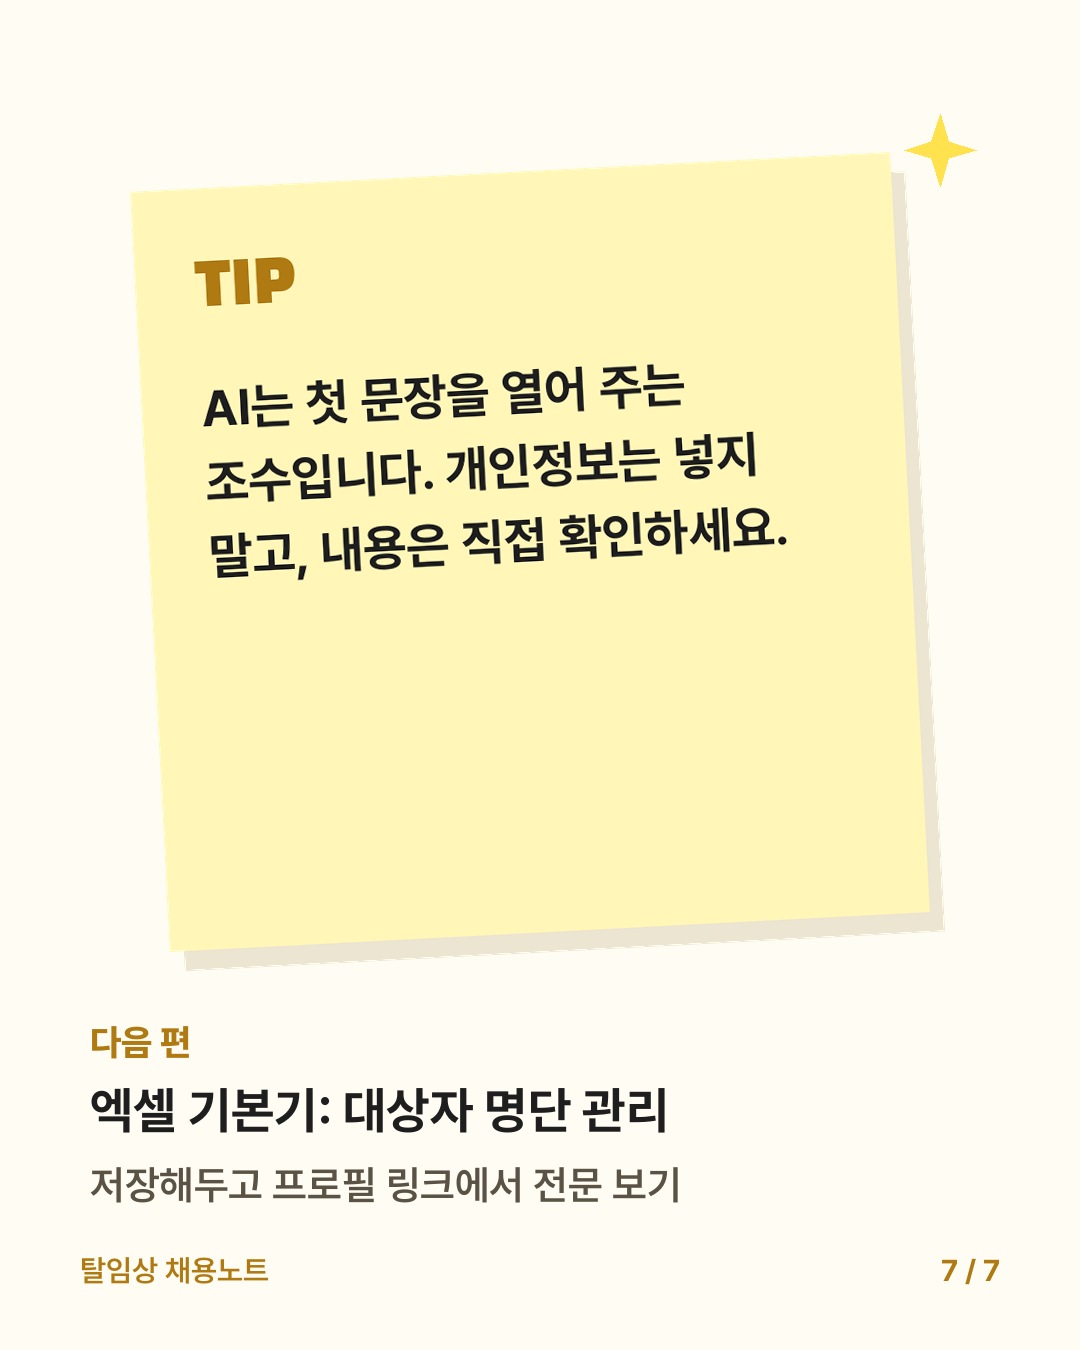 TIP
AI는 첫 문장을 열어 주는
조수입니다. 개인정보는 넣지
말고, 내용은 직접 확인하세요.
다음 편
엑셀 기본기: 대상자 명단 관리
저장해두고 프로필 링크에서 전문 보기
탈임상 채용노트
7 / 7